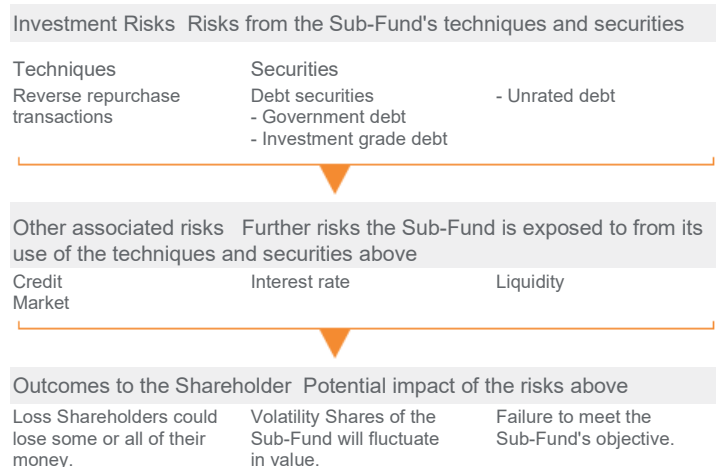 Investment Risks Risks from the Sub-Fund's techniques and securities
Techniques
Reverse repurchase
transactions
Securities
Debt securities
- Government debt
- Investment grade debt
- Unrated debt
Other associated risks Further risks the Sub-Fund is exposed to from its
use of the techniques and securities above
Credit
Market
Interest rate
Liquidity
Outcomes to the Shareholder Potential impact of the risks above
Loss Shareholders could
lose some or all of their
money.
Volatility Shares of the
Sub-Fund will fluctuate
in value.
Failure to meet the
Sub-Fund's objective.